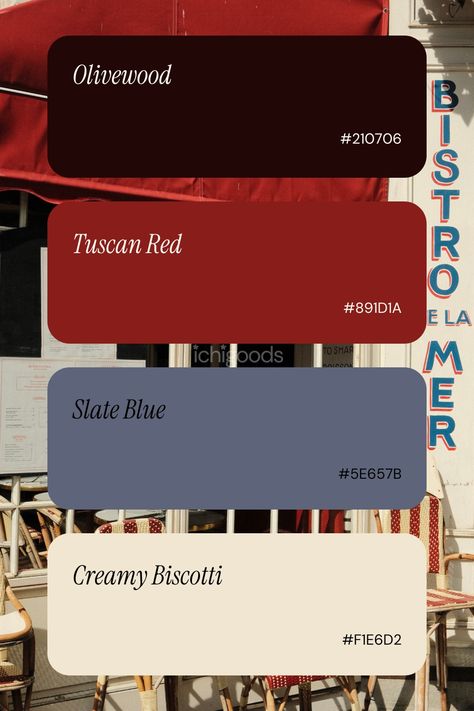 Olivewood
#210706
Tuscan Red
#891D1A
ichigoods
Slate Blue
#5E657B
Creamy Biscotti
#F1E6D2
BISTRO
E LA
MER